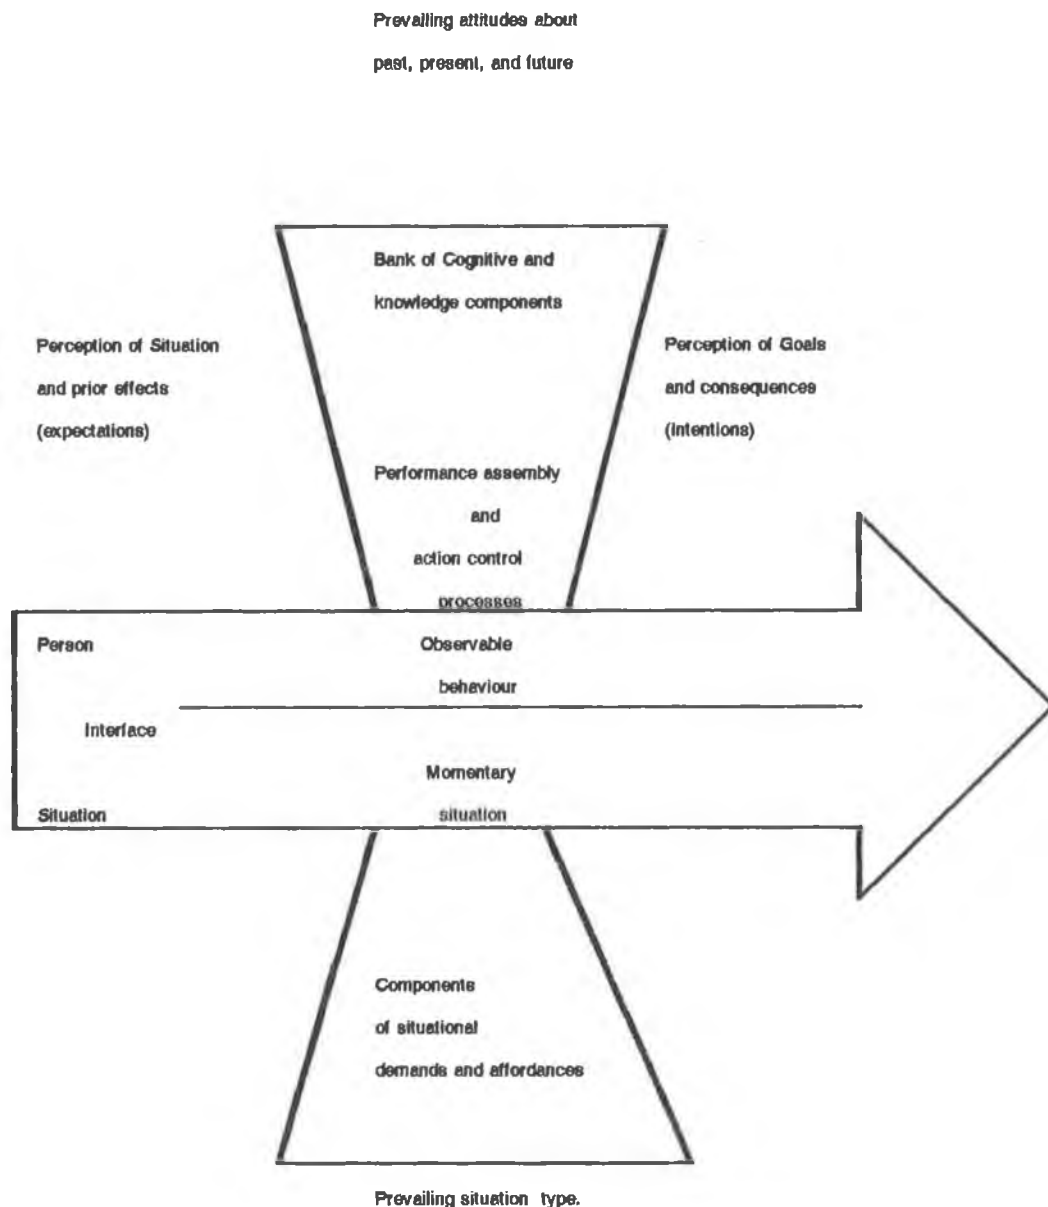 Prevailing attitudes about
past, present, and future
Bank of Cognitive and
knowledge components
Perception of Situation
and prior effects
(expectations)
Perception of Goals
and consequences
(intentions)
Performance assembly
and
action control
processes
Person
Observable
behaviour
Interface
Momentary
Situation
situation
Components
of situational
demands and affordances
Prevailing situation type.